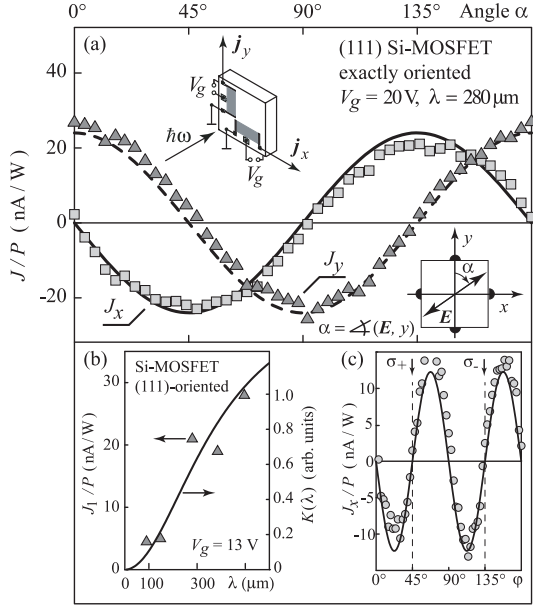 0° 45° 90° 135° Angle α
(a)
(111) Si-MOSFET
exactly oriented
V_g = 20 V, λ = 280 μm
j_y
V_g
ħω
j_x
V_g
J / P ( nA / W )
40
20
0
-20
J_x
J_y
α = ∡(E, y)
y
α
E
x
(b)
Si-MOSFET
(111)-oriented
J_1 / P ( nA / W )
30
20
10
0
1.0
0.8
0.6
0.4
0.2
0
K(λ) (arb. units)
V_g = 13 V
100 300 λ (μm)
(c)
σ_+ σ_-
J_x / P ( nA / W )
10
5
0
-5
-10
0° 45° 90° 135° φ